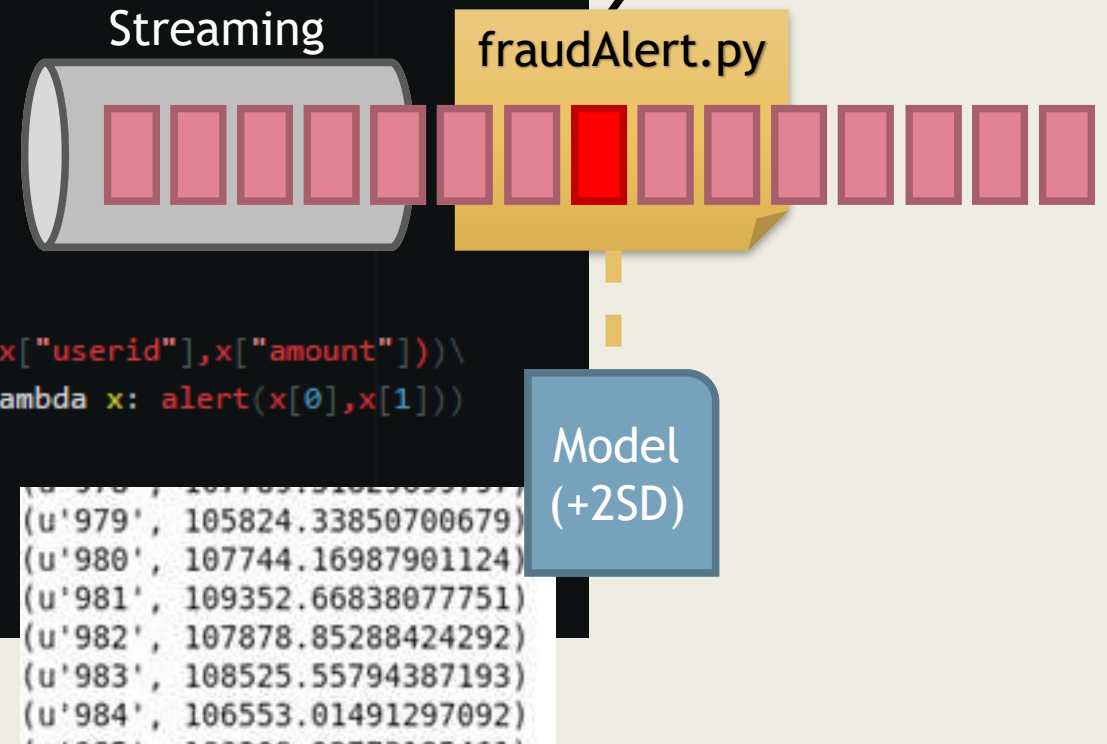 Streaming
fraudAlert.py
x["userid"],x["amount"]))\
ambda x: alert(x[0],x[1]))
Model
(+2SD)
(u'979', 105824.33850700679)
(u'980', 107744.16987901124)
(u'981', 109352.66838077751)
(u'982', 107878.85288424292)
(u'983', 108525.55794387193)
(u'984', 106553.01491297092)